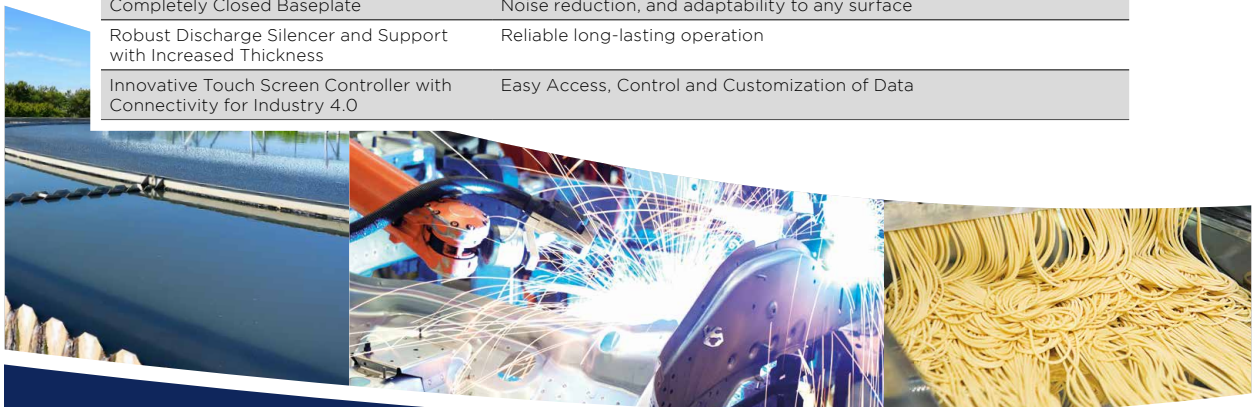 Completely Closed Baseplate
Noise reduction, and adaptability to any surface
Robust Discharge Silencer and Support
with Increased Thickness
Reliable long-lasting operation
Innovative Touch Screen Controller with
Connectivity for Industry 4.0
Easy Access, Control and Customization of Data